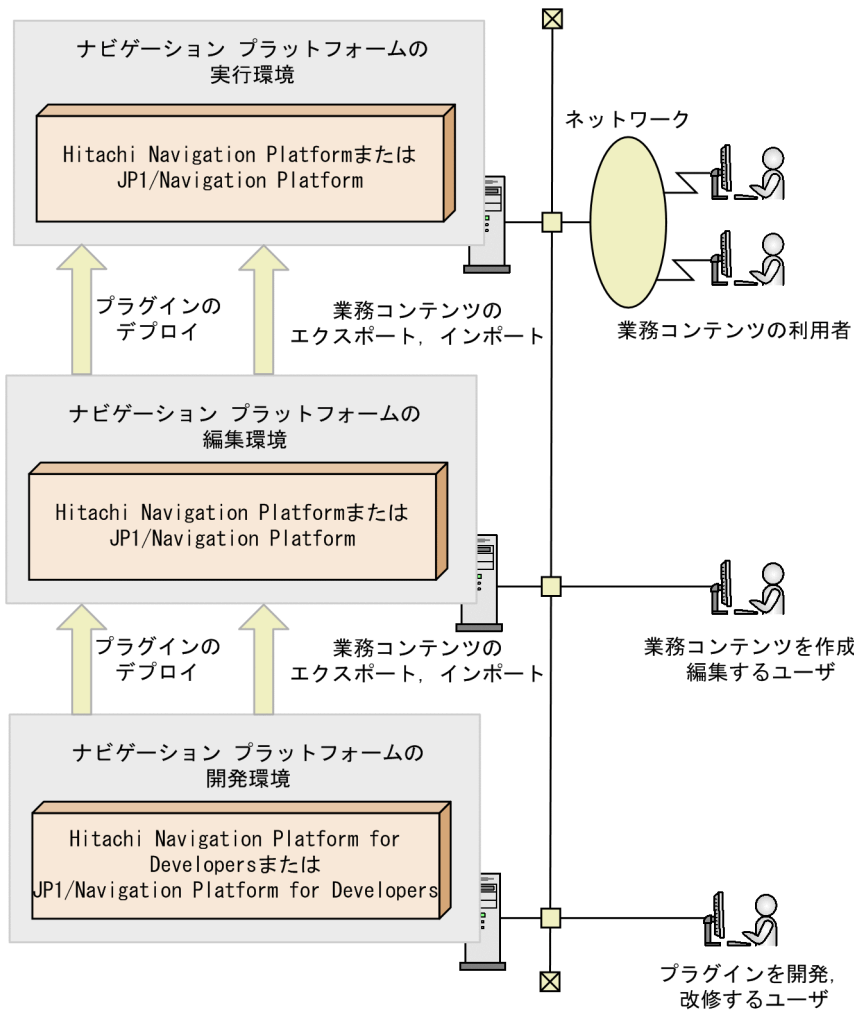 ナビゲーション プラットフォームの
実行環境
Hitachi Navigation Platformまたは
JP1/Navigation Platform
ネットワーク
業務コンテンツの利用者
プラグインの
デプロイ
業務コンテンツの
エクスポート, インポート
ナビゲーション プラットフォームの
編集環境
Hitachi Navigation Platformまたは
JP1/Navigation Platform
業務コンテンツを作成
編集するユーザ
プラグインの
デプロイ
業務コンテンツの
エクスポート, インポート
ナビゲーション プラットフォームの
開発環境
Hitachi Navigation Platform for
Developersまたは
JP1/Navigation Platform for Developers
プラグインを開発,
改修するユーザ